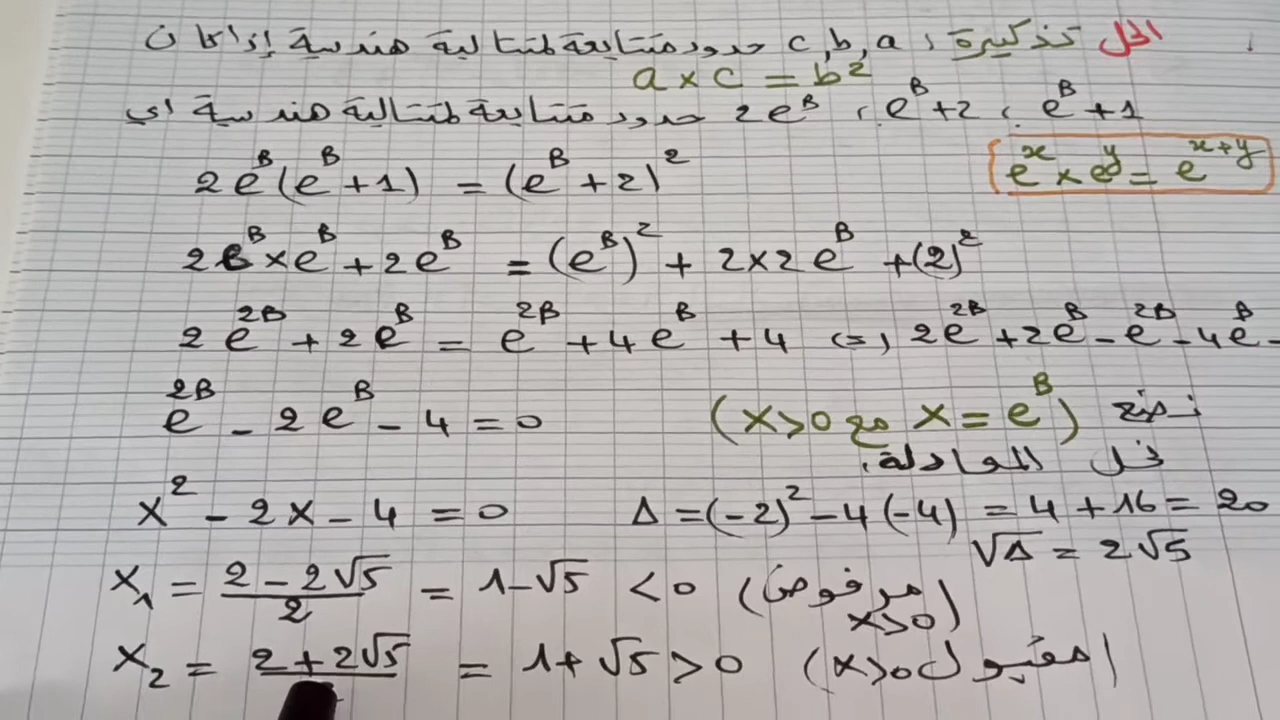 الحل تذكيرة، a, b, c حدود متتابعة لمتتالية هندسية إذا كان
a × c = b²
e^B + 1 ، e^B + 2 ، 2e^B حدود متتابعة لمتتالية هندسية اي
2e^B (e^B + 1) = (e^B + 2)²
e^x × e^y = e^(x+y)
2e^B × e^B + 2e^B = (e^B)² + 2×2e^B + (2)²
2e^(2B) + 2e^B = e^(2B) + 4e^B + 4 (=) 2e^(2B) + 2e^B - e^(2B) - 4e^B -
e^(2B) - 2e^B - 4 = 0 نضع (x = e^B مع x>0)
نحل المعادلة.
x² - 2x - 4 = 0 Δ = (-2)² - 4(-4) = 4 + 16 = 20
√Δ = 2√5
x₁ = (2 - 2√5)/2 = 1 - √5 < 0 (مرفوض
x>0)
x₂ = 2 + 2√5 = 1 + √5 > 0 (مقبول x>0)